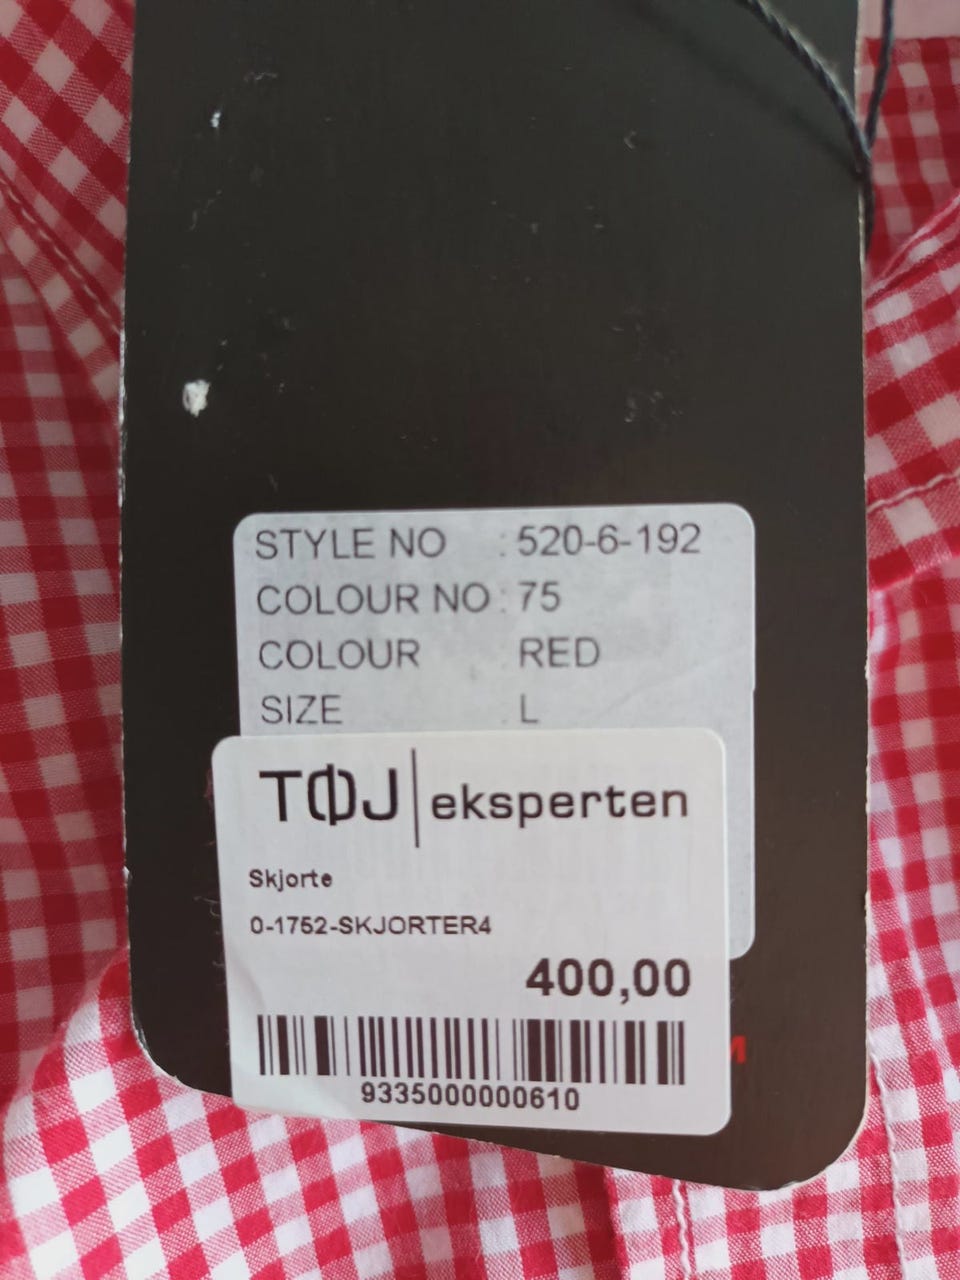 STYLE NO : 520-6-192
COLOUR NO : 75
COLOUR : RED
SIZE : L
TØJ | eksperten
Skjorte
0-1752-SKJORTER4
400,00
9335000000610